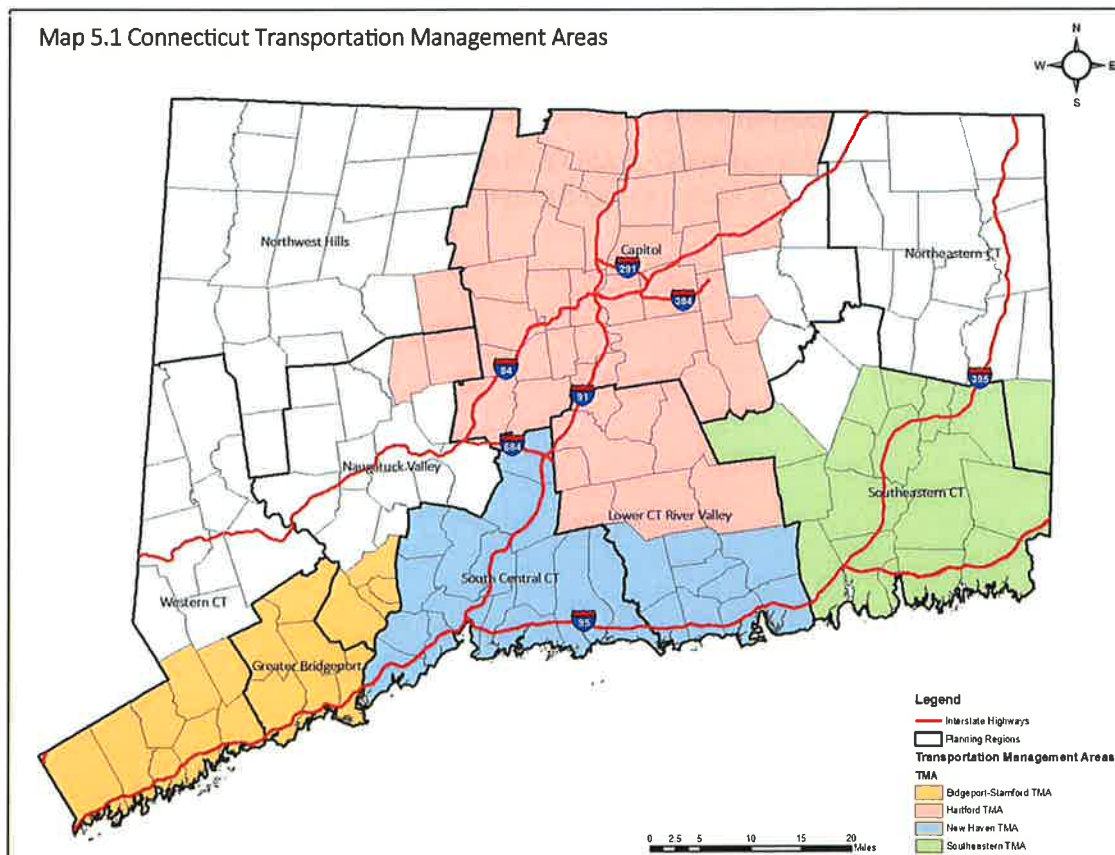 Map 5.1 Connecticut Transportation Management Areas
N
W E
S
Northwest Hills
Capitol
Northeastern CT
291
384
84
91
395
684
Naugatuck Valley
Southeastern CT
Lower CT River Valley
South Central CT
Western CT
95
Greater Bridgeport
Legend
Interstate Highways
Planning Regions
Transportation Management Areas
TMA
Bidgeport-Stamford TMA
Hartford TMA
New Haven TMA
Southeastern TMA
0 2.5 5 10 15 20
Miles